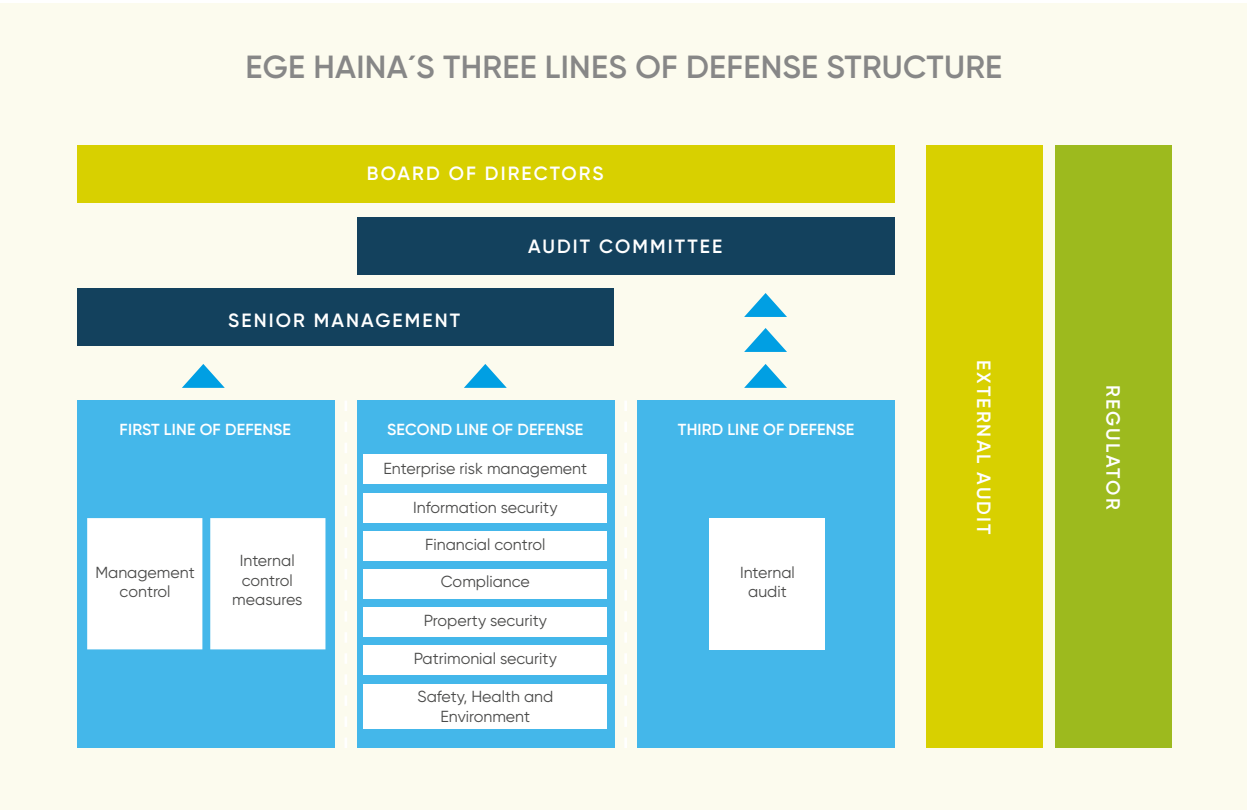 EGE HAINA´S THREE LINES OF DEFENSE STRUCTURE
BOARD OF DIRECTORS
AUDIT COMMITTEE
SENIOR MANAGEMENT
FIRST LINE OF DEFENSE
Management
control
Internal
control
measures
SECOND LINE OF DEFENSE
Enterprise risk management
Information security
Financial control
Compliance
Property security
Patrimonial security
Safety, Health and
Environment
THIRD LINE OF DEFENSE
Internal
audit
EXTERNAL AUDIT
REGULATOR